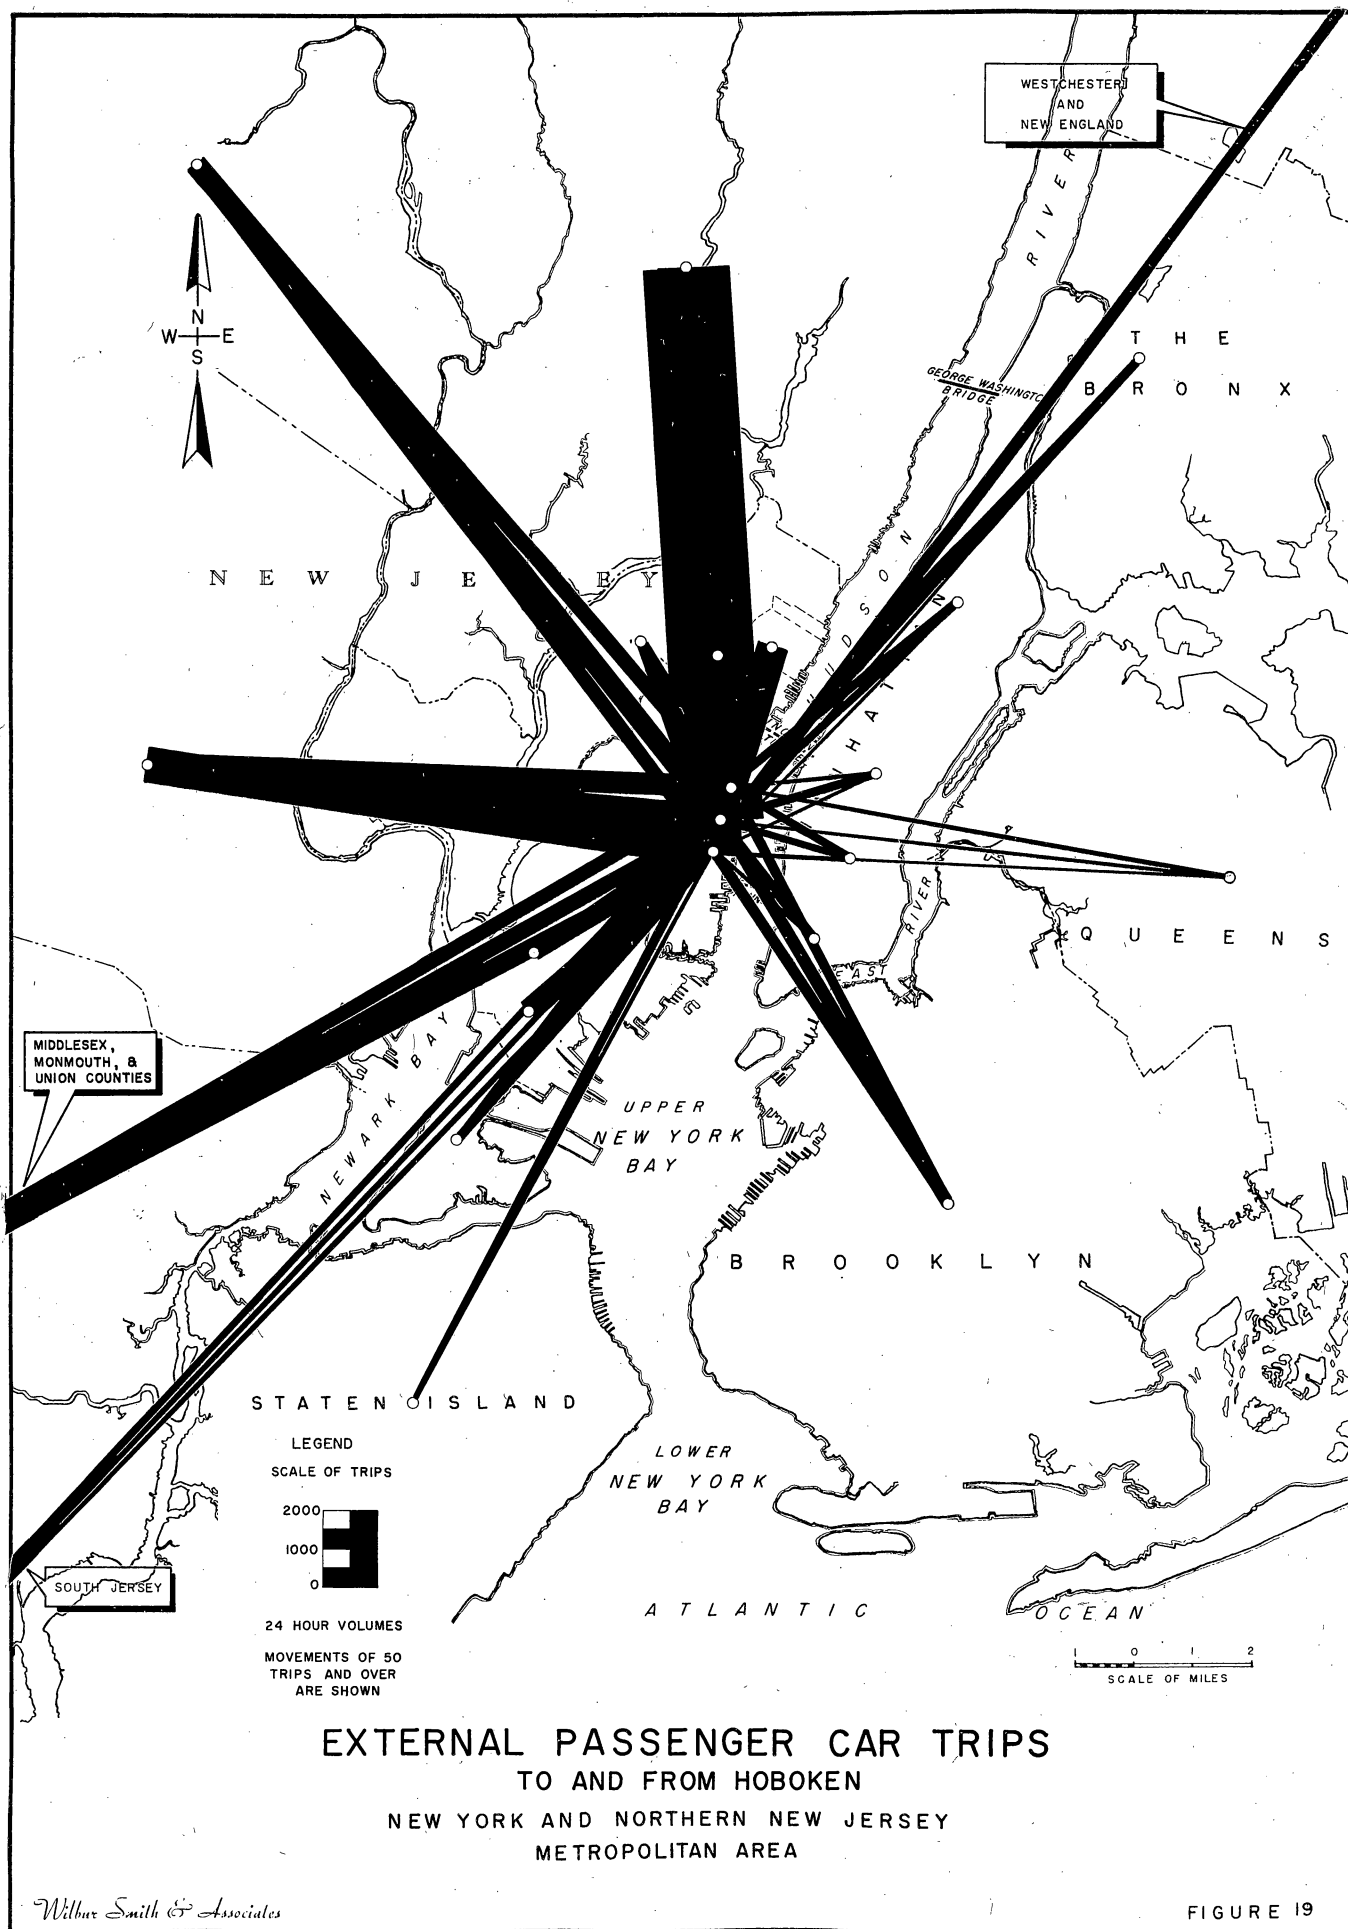 WESTCHESTER
AND
NEW ENGLAND
RIVER
N
W E
S
THE
BRONX
GEORGE WASHINGTO
BRIDGE
HUDSON
NEW JE EY
HAT
N
RIVER
EAST
QUEENS
MIDDLESEX,
MONMOUTH, &
UNION COUNTIES
NEWARK BAY
UPPER
NEW YORK
BAY
BROOKLYN
STATEN ISLAND
LEGEND
SCALE OF TRIPS
2000
1000
0
LOWER
NEW YORK
BAY
SOUTH JERSEY
24 HOUR VOLUMES
MOVEMENTS OF 50
TRIPS AND OVER
ARE SHOWN
ATLANTIC OCEAN
1 0 1 2
SCALE OF MILES
EXTERNAL PASSENGER CAR TRIPS
TO AND FROM HOBOKEN
NEW YORK AND NORTHERN NEW JERSEY
METROPOLITAN AREA
Wilbur Smith & Associates
FIGURE 19